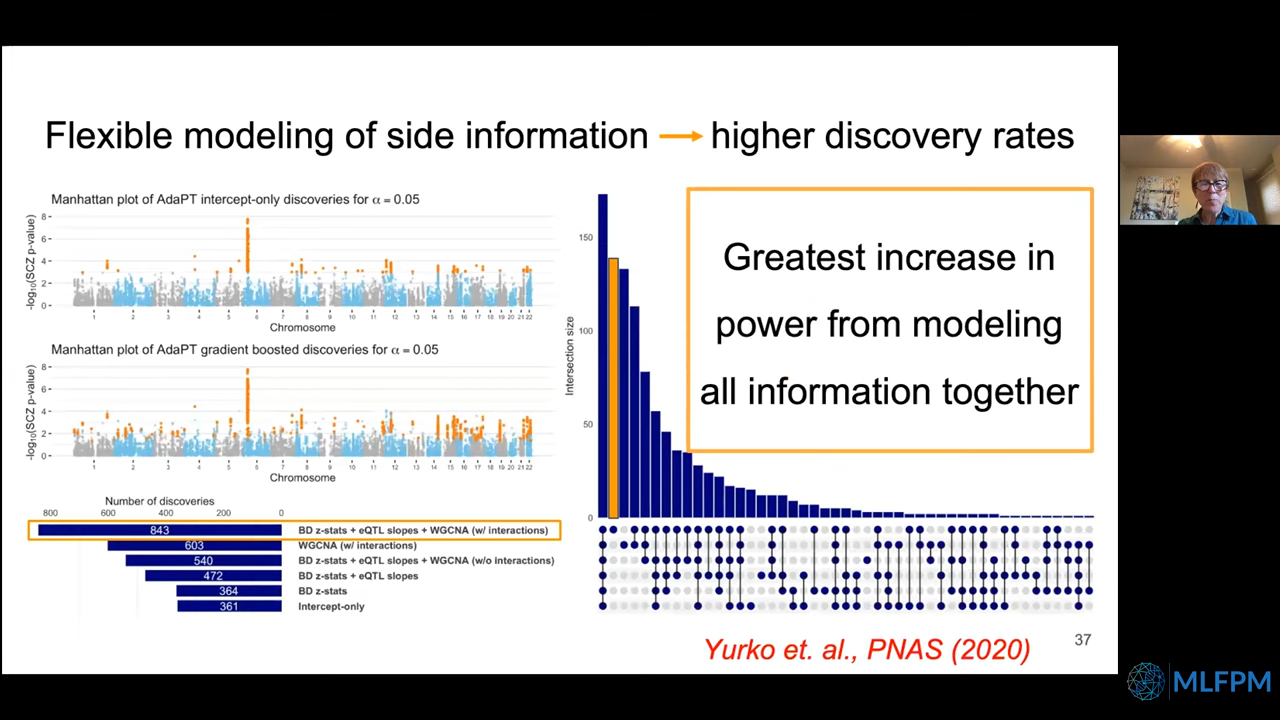 Flexible modeling of side information → higher discovery rates
Manhattan plot of AdaPT intercept-only discoveries for α = 0.05
-log10(SCZ p-value)
8
6
4
2
0
1 2 3 4 5 6 7 8 9 10 11 12 13 14 15 16 17 18 19 20 21 22
Chromosome
Manhattan plot of AdaPT gradient boosted discoveries for α = 0.05
-log10(SCZ p-value)
8
6
4
2
0
1 2 3 4 5 6 7 8 9 10 11 12 13 14 15 16 17 18 19 20 21 22
Chromosome
Number of discoveries
800 600 400 200 0
843 BD z-stats + eQTL slopes + WGCNA (w/ interactions)
603 WGCNA (w/ interactions)
540 BD z-stats + eQTL slopes + WGCNA (w/o interactions)
472 BD z-stats + eQTL slopes
364 BD z-stats
361 Intercept-only
Intersection size
150
100
50
0
Greatest increase in
power from modeling
all information together
Yurko et. al., PNAS (2020)
37
MLFPM